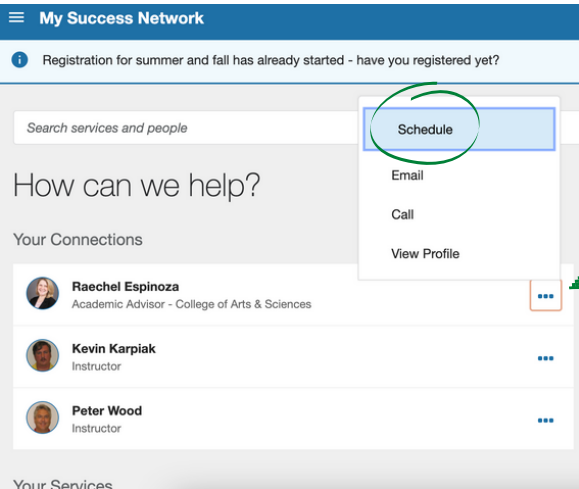 My Success Network
Registration for summer and fall has already started - have you registered yet?
Search services and people
Schedule
Email
Call
View Profile
How can we help?
Your Connections
Raechel Espinoza
Academic Advisor - College of Arts & Sciences
Kevin Karpiak
Instructor
Peter Wood
Instructor
Your Services